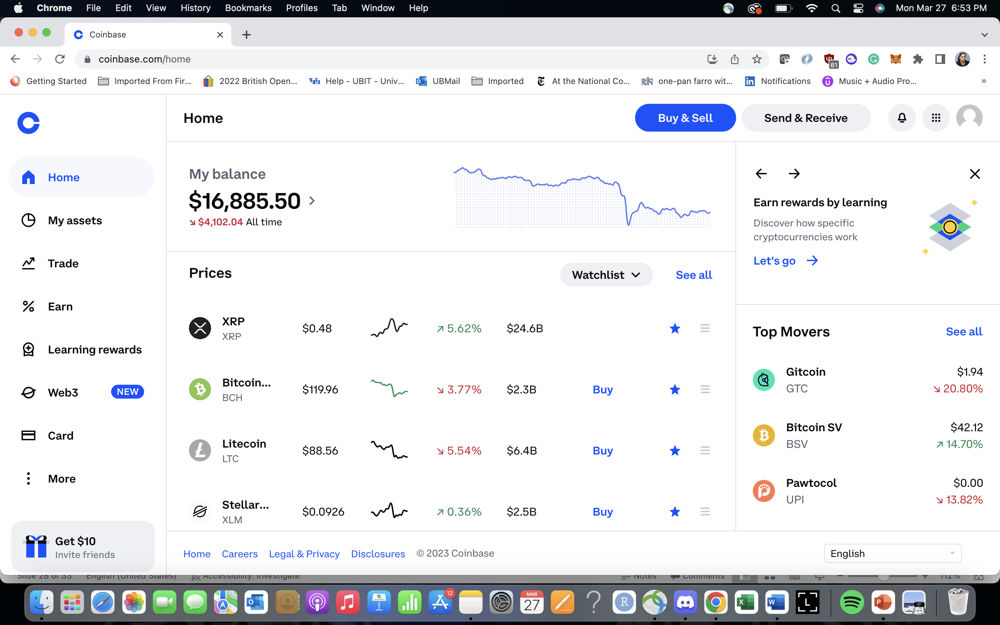 Chrome File Edit View History Bookmarks Profiles Tab Window Help Mon Mar 27 6:53 PM
Coinbase
coinbase.com/home
61
Getting Started Imported From Fir... 2022 British Open... Help - UBIT - Univ... UBMail Imported At the National Co... one-pan farro wit... Notifications Music + Audio Pro... »
Home
Buy & Sell
Send & Receive
Home
My assets
Trade
Earn
Learning rewards
Web3 NEW
Card
More
Get $10
Invite friends
My balance
$16,885.50
↘ $4,102.04 All time
Prices
Watchlist
See all
XRP
XRP
$0.48 ↗ 5.62% $24.6B
Bitcoin...
BCH
$119.96 ↘ 3.77% $2.3B Buy
Litecoin
LTC
$88.56 ↘ 5.54% $6.4B Buy
Stellar...
XLM
$0.0926 ↗ 0.36% $2.5B Buy
Earn rewards by learning
Discover how specific
cryptocurrencies work
Let's go
Top Movers See all
Gitcoin $1.94
GTC ↘ 20.80%
Bitcoin SV $42.12
BSV ↗ 14.70%
Pawtocol $0.00
UPI ↘ 13.82%
Home Careers Legal & Privacy Disclosures © 2023 Coinbase
English
Slide 28 of 33 English (United States) Accessibility: Investigate Notes Comments 112%
12
MAR
27